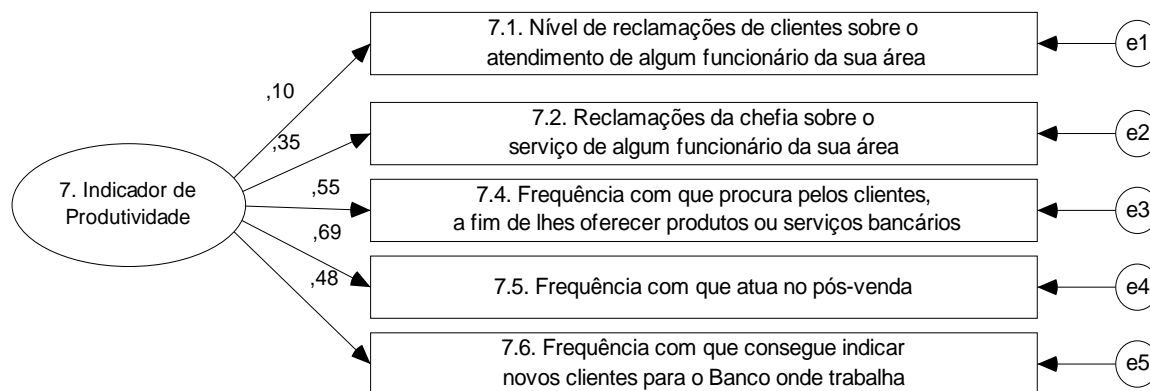 7. Indicador de
Produtividade
,10
,35
,55
,69
,48
7.1. Nível de reclamações de clientes sobre o
atendimento de algum funcionário da sua área
e1
7.2. Reclamações da chefia sobre o
serviço de algum funcionário da sua área
e2
7.4. Frequência com que procura pelos clientes,
a fim de lhes oferecer produtos ou serviços bancários
e3
7.5. Frequência com que atua no pós-venda
e4
7.6. Frequência com que consegue indicar
novos clientes para o Banco onde trabalha
e5